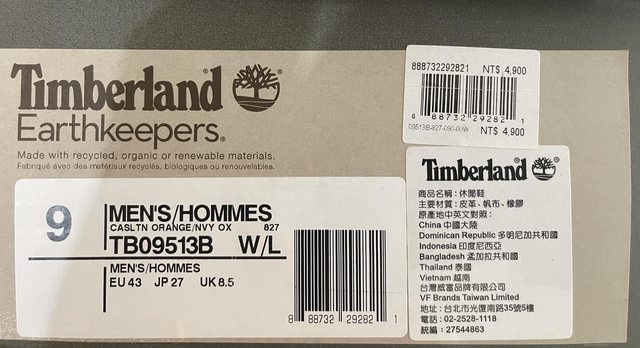 Timberland
Earthkeepers®
Made with recycled, organic or renewable materials.
Fabriqué avec des matériaux recyclés, biologiques ou renouvelables.
9
MEN'S/HOMMES
CASLTN ORANGE/NVY OX 827
TB09513B W/L
MEN'S/HOMMES
EU 43 JP 27 UK 8.5
8 88732 29282 1
888732292821 NT$ 4,900
8 88732 29282 1
09513B-827-090-00W NT$ 4,900
Timberland
商品名稱：休閒鞋
主要材質：皮革、帆布、橡膠
原產地中英文對照：
China 中國大陸
Dominican Republic 多明尼加共和國
Indonesia 印度尼西亞
Bangladesh 孟加拉共和國
Thailand 泰國
Vietnam 越南
台灣威富品牌有限公司
VF Brands Taiwan Limited
地址：台北市光復南路35號5樓
電話：02-2528-1118
統編：27544863